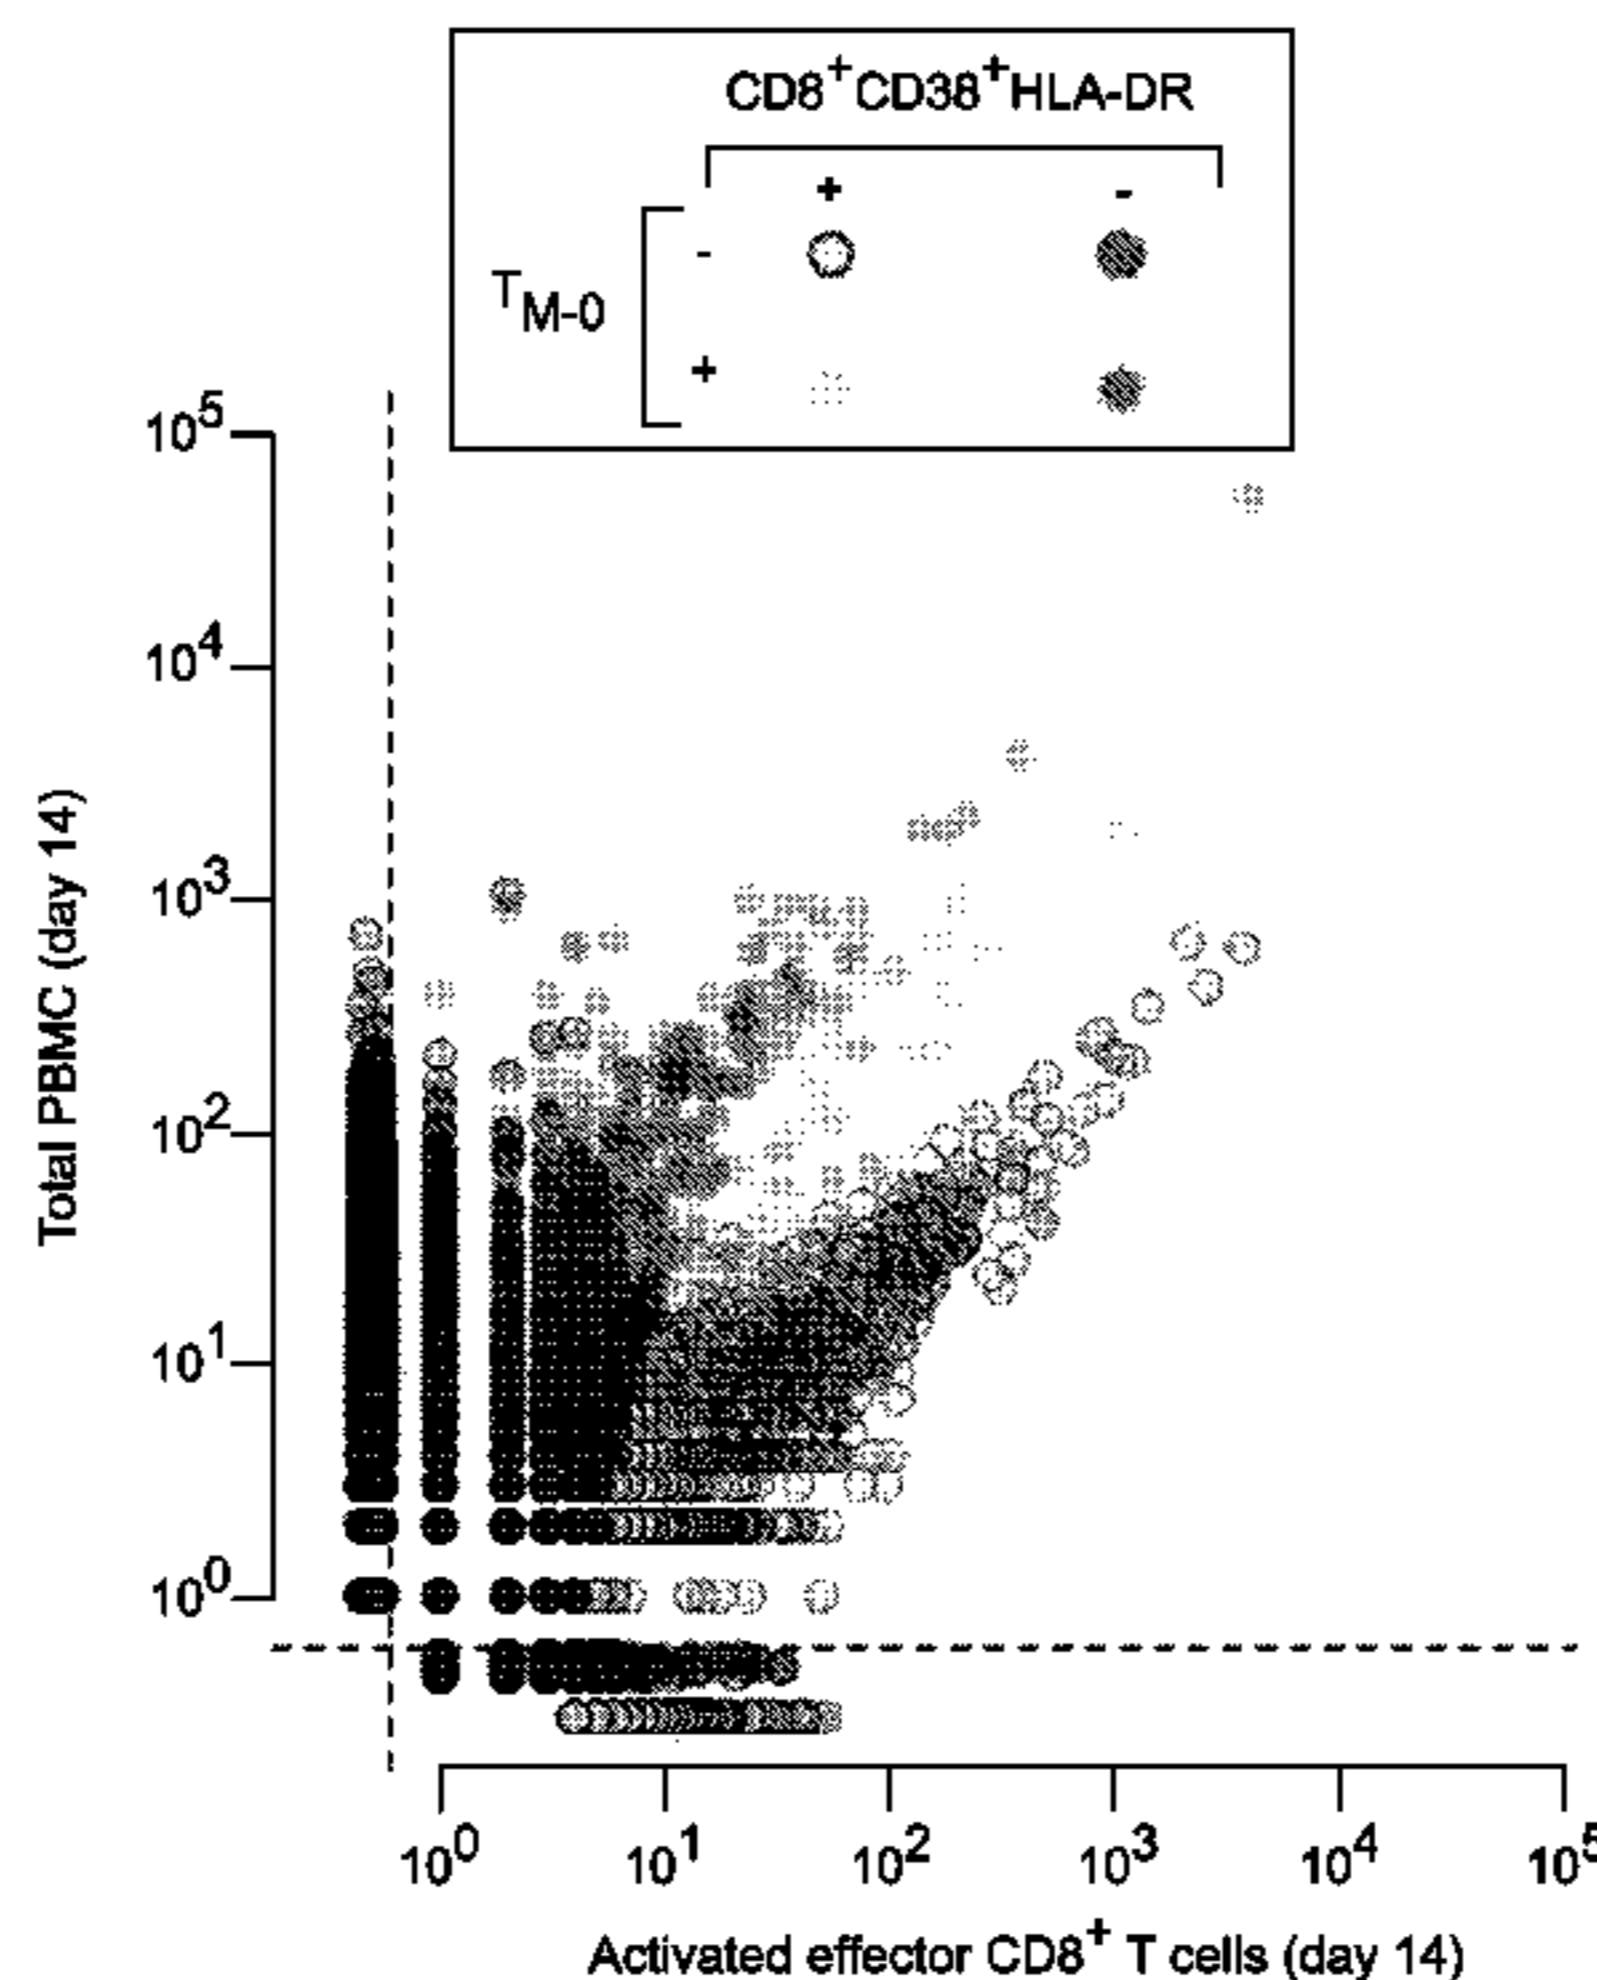 CD8⁺CD38⁺HLA-DR
+ -
-
T M-0
+
10⁵
10⁴
10³
10²
10¹
10⁰
Total PBMC (day 14)
10⁰ 10¹ 10² 10³ 10⁴ 10⁵
Activated effector CD8⁺ T cells (day 14)